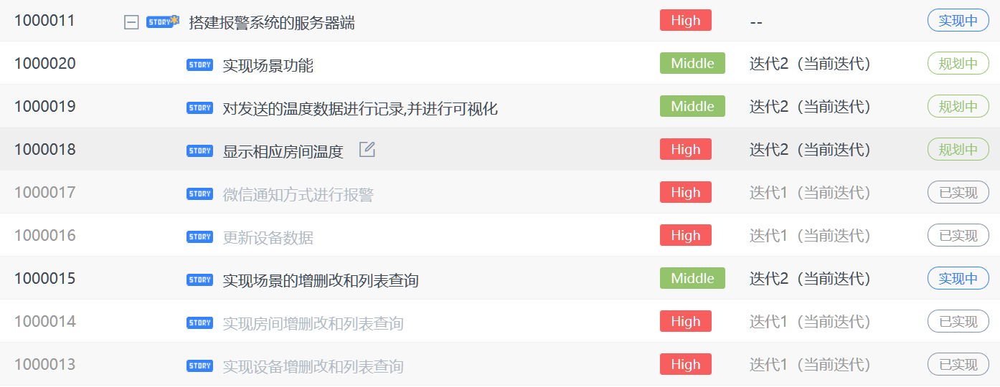 1000011 STORY 搭建报警系统的服务器端 High -- 实现中
1000020 STORY 实现场景功能 Middle 迭代2（当前迭代） 规划中
1000019 STORY 对发送的温度数据进行记录,并进行可视化 Middle 迭代2（当前迭代） 规划中
1000018 STORY 显示相应房间温度 High 迭代2（当前迭代） 规划中
1000017 STORY 微信通知方式进行报警 High 迭代1（当前迭代） 已实现
1000016 STORY 更新设备数据 High 迭代1（当前迭代） 已实现
1000015 STORY 实现场景的增删改和列表查询 Middle 迭代2（当前迭代） 实现中
1000014 STORY 实现房间增删改和列表查询 High 迭代1（当前迭代） 已实现
1000013 STORY 实现设备增删改和列表查询 High 迭代1（当前迭代） 已实现